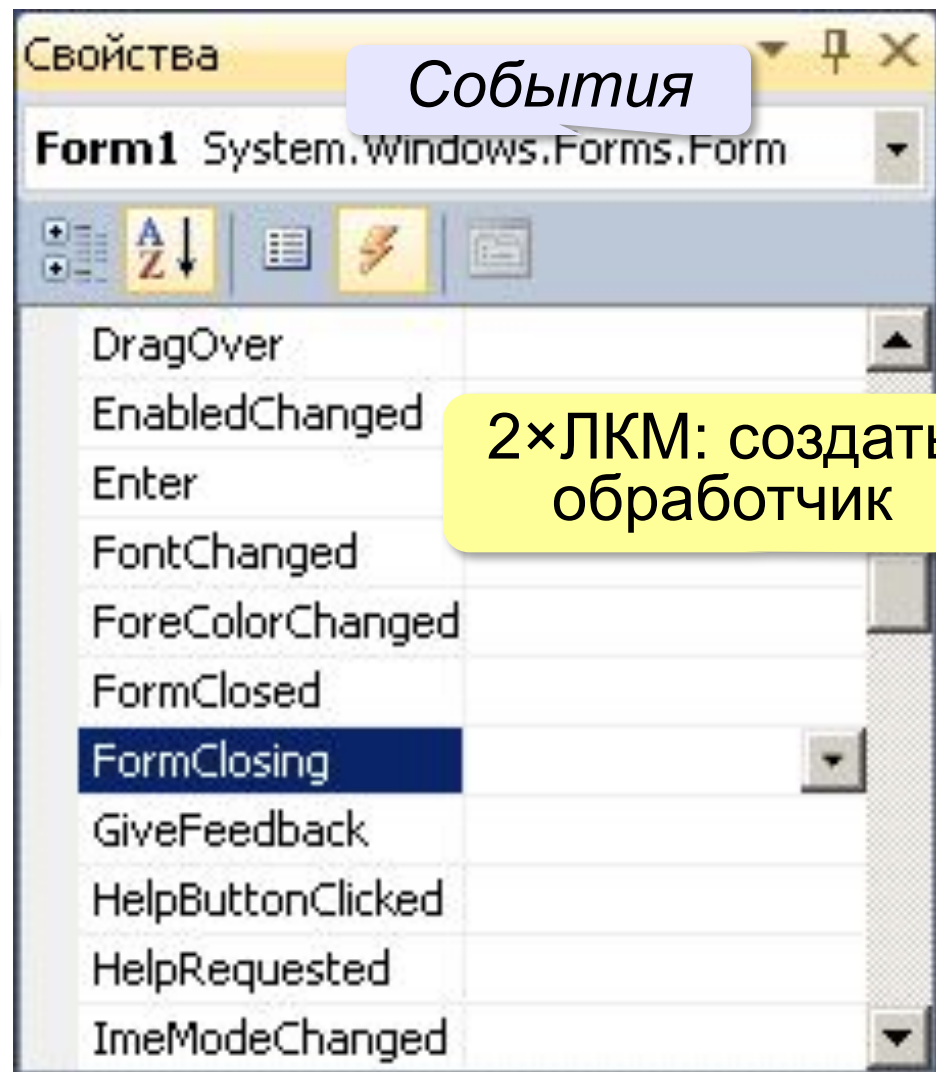 Свойства
События
Form1 System.Windows.Forms.Form
A
Z
DragOver
EnabledChanged
2×ЛКМ: создать
обработчик
Enter
FontChanged
ForeColorChanged
FormClosed
FormClosing
GiveFeedback
HelpButtonClicked
HelpRequested
ImeModeChanged